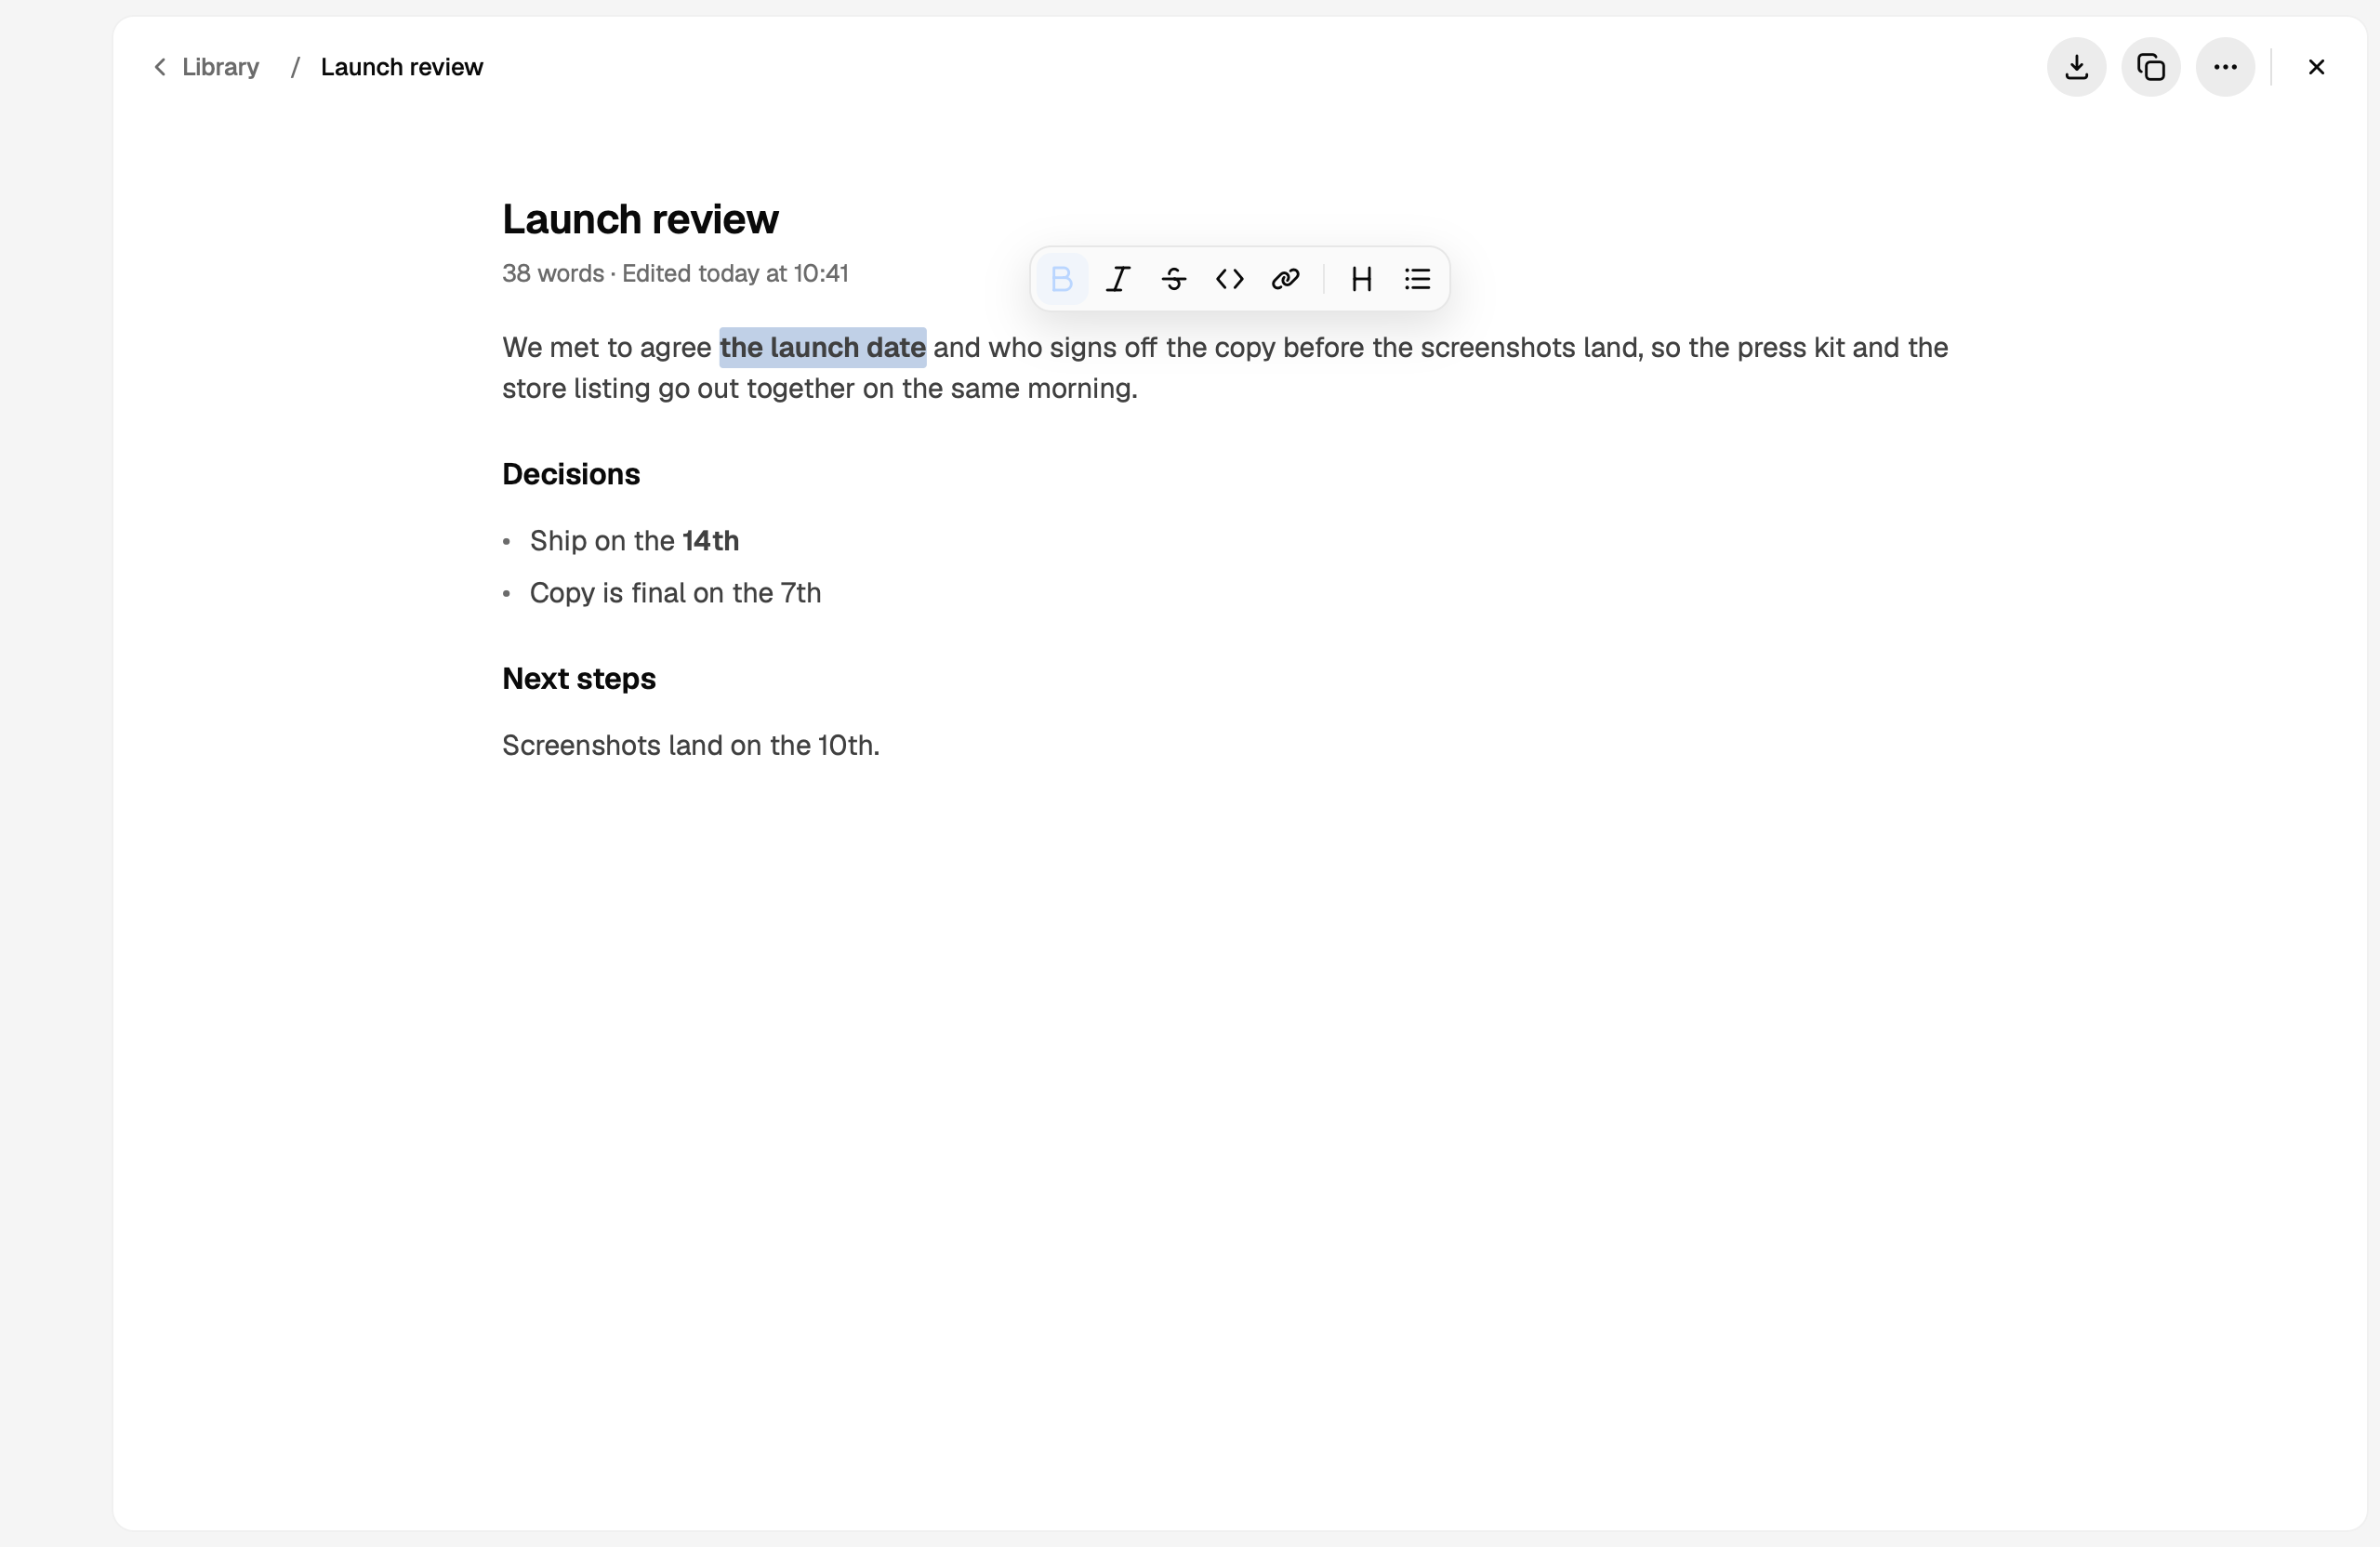 Library / Launch review
Launch review
38 words · Edited today at 10:41
B I S H
We met to agree the launch date and who signs off the copy before the screenshots land, so the press kit and the
store listing go out together on the same morning.
Decisions
• Ship on the 14th
• Copy is final on the 7th
Next steps
Screenshots land on the 10th.